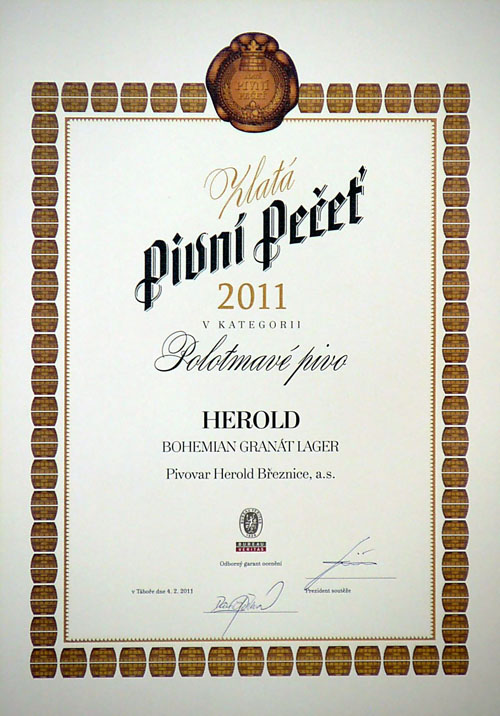 PIVNÍ
Zlatá
Pivní Pečeť
2011
V KATEGORII
Polotmavé pivo
HEROLD
BOHEMIAN GRANÁT LAGER
Pivovar Herold Březnice, a.s.
BUREAU
VERITAS
Odborný garant ocenění
v Táboře dne 4. 2. 2011
Prezident soutěže